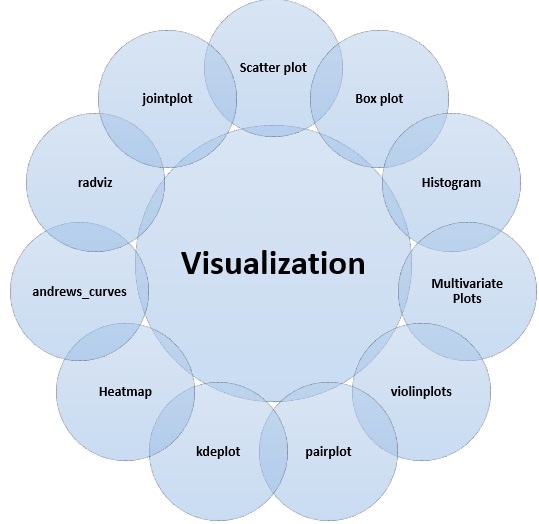 Scatter plot
Box plot
Histogram
Multivariate
Plots
violinplots
pairplot
kdeplot
Heatmap
andrews_curves
radviz
jointplot
Visualization